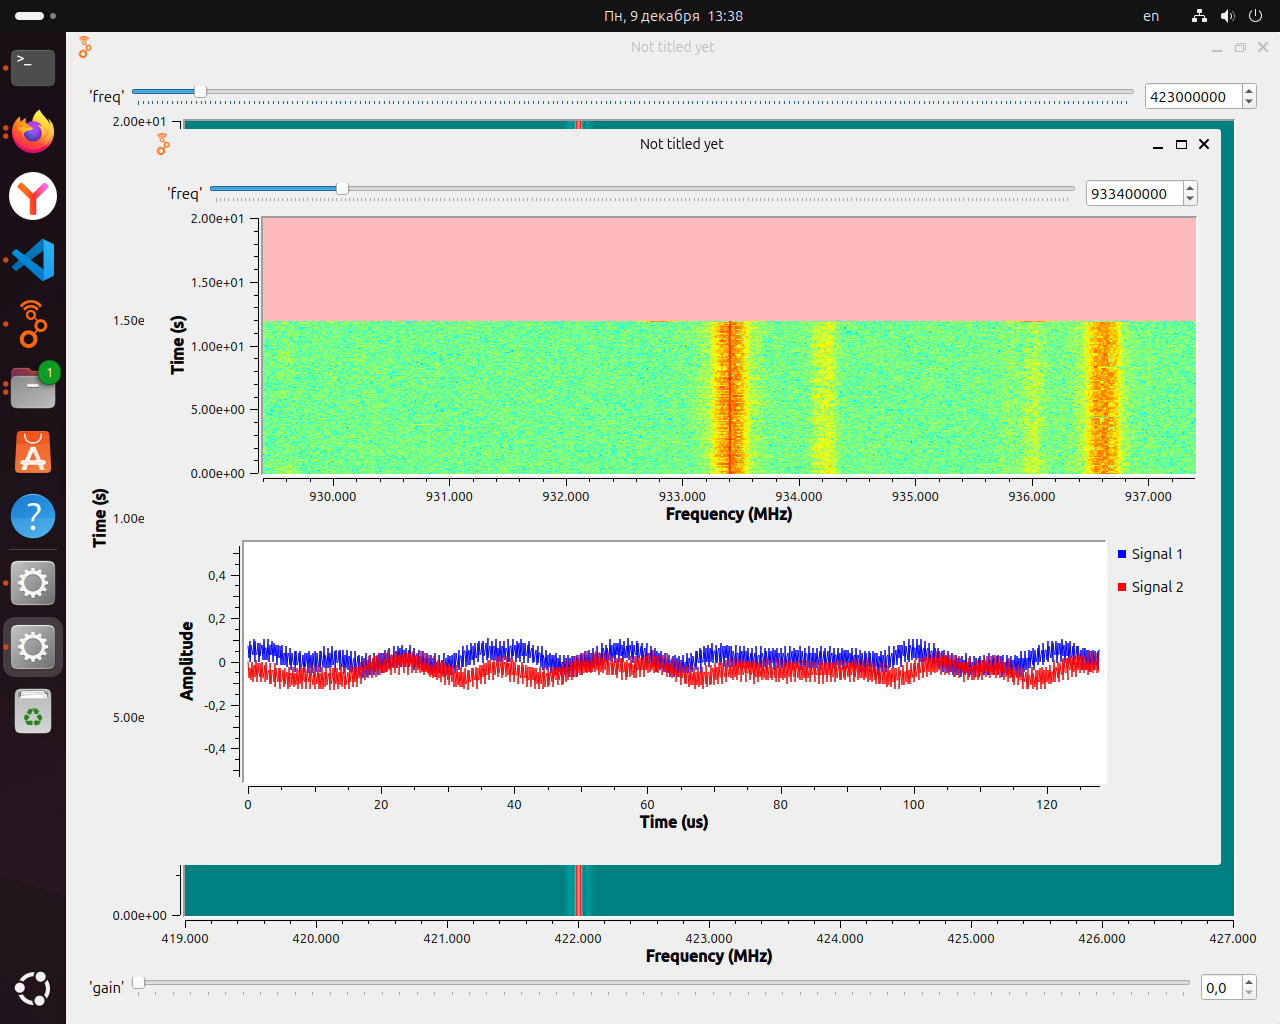 Пн, 9 декабря 13:38
en
Not titled yet
'freq'
423000000
2.00e+01
Not titled yet
'freq'
933400000
2.00e+01
1.50e+01
1.00e+01
5.00e+00
0.00e+00
Time (s)
930.000 931.000 932.000 933.000 934.000 935.000 936.000 937.000
Frequency (MHz)
Signal 1
Signal 2
0,4
0,2
0
-0,2
-0,4
Amplitude
0 20 40 60 80 100 120
Time (us)
1.50e
1.00e
5.00e
0.00e+00
Time (s)
419.000 420.000 421.000 422.000 423.000 424.000 425.000 426.000 427.000
Frequency (MHz)
'gain'
0,0
>_
1